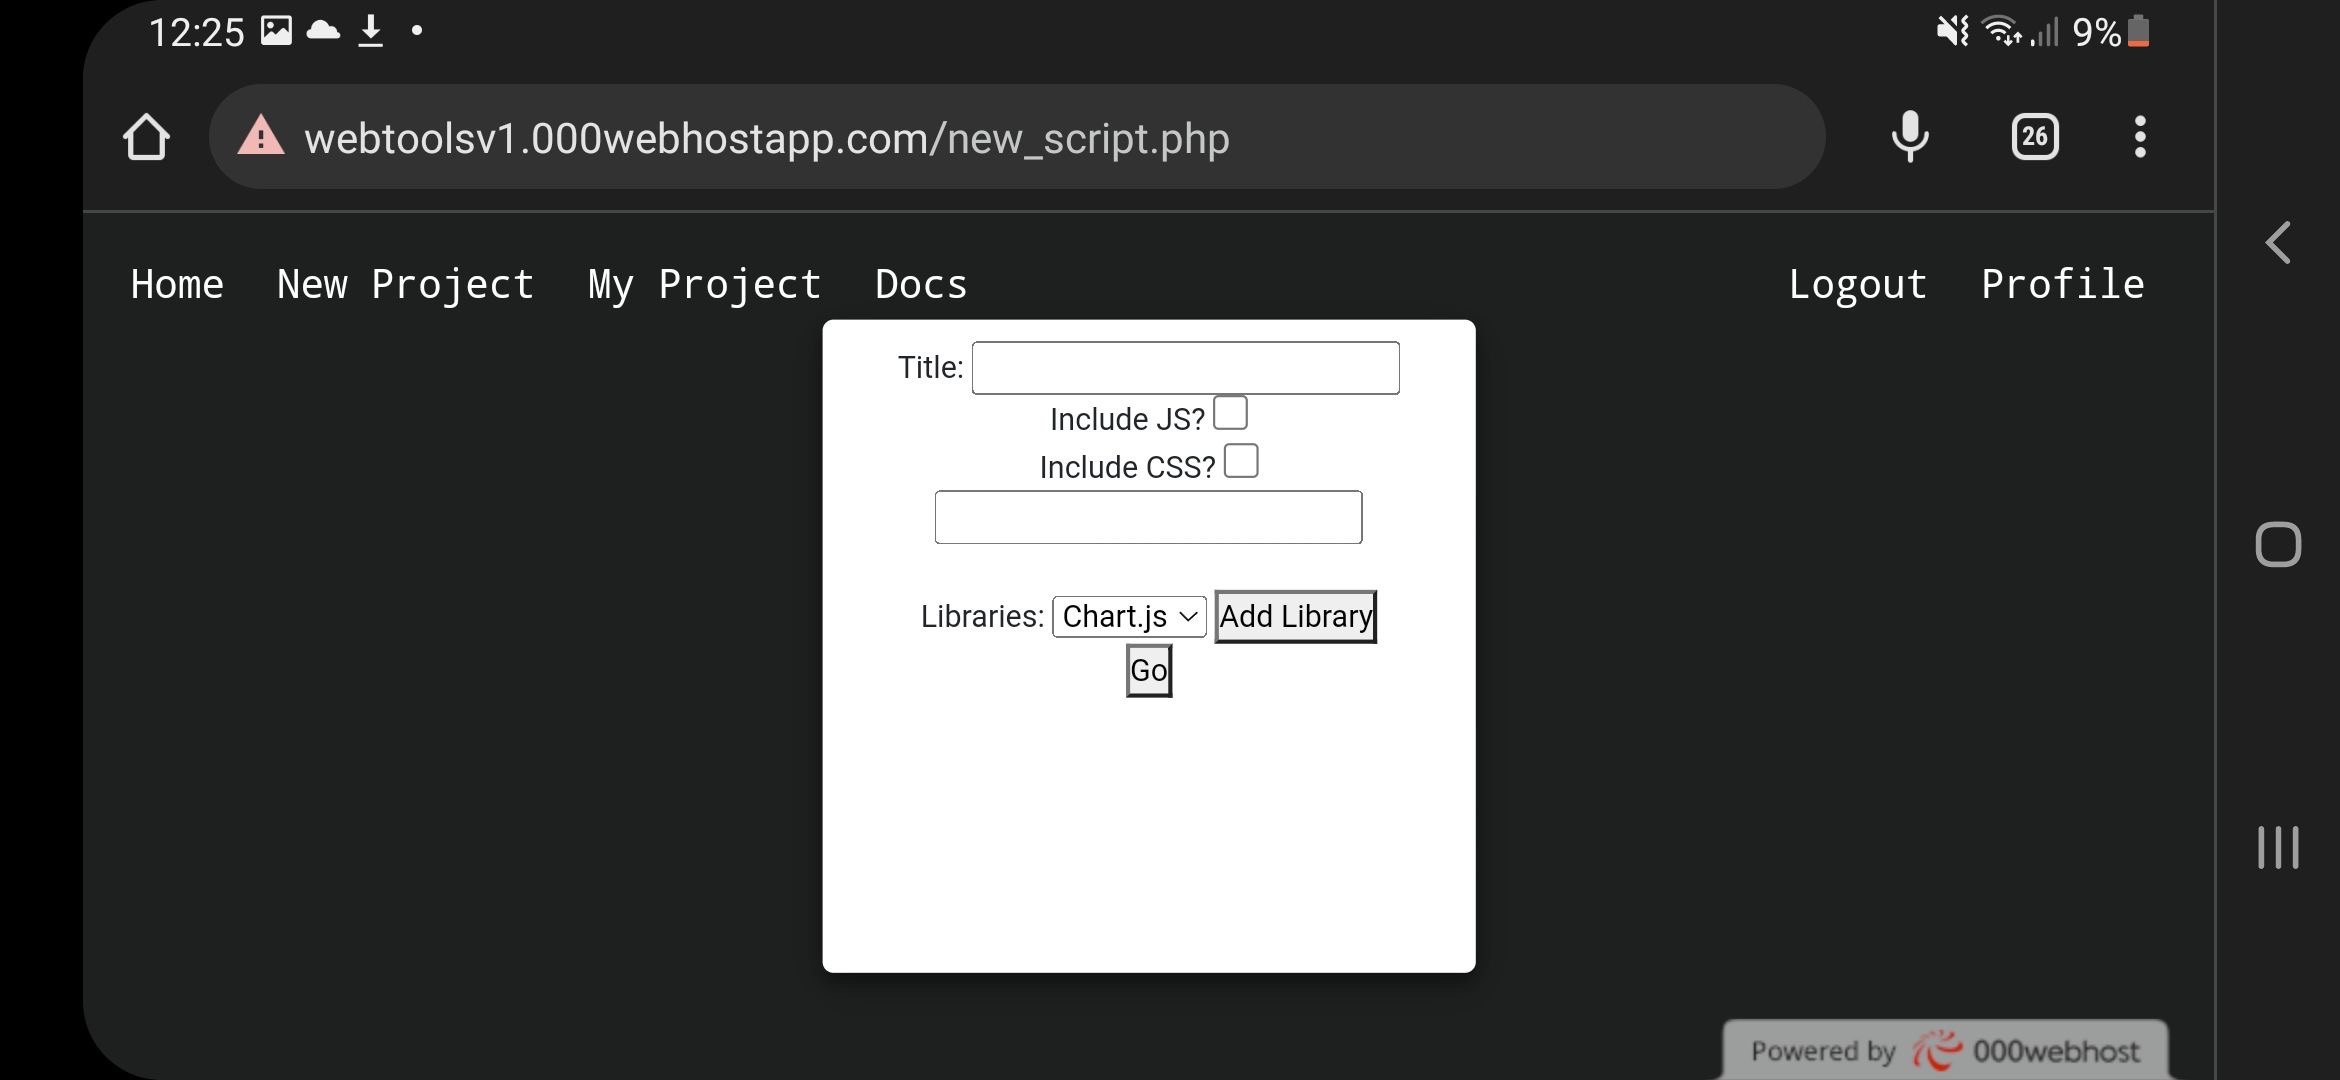 12:25
9%
webtoolsv1.000webhostapp.com/new_script.php
26
Home New Project My Project Docs Logout Profile
Title:
Include JS?
Include CSS?
Libraries: Chart.js Add Library
Go
Powered by 000webhost